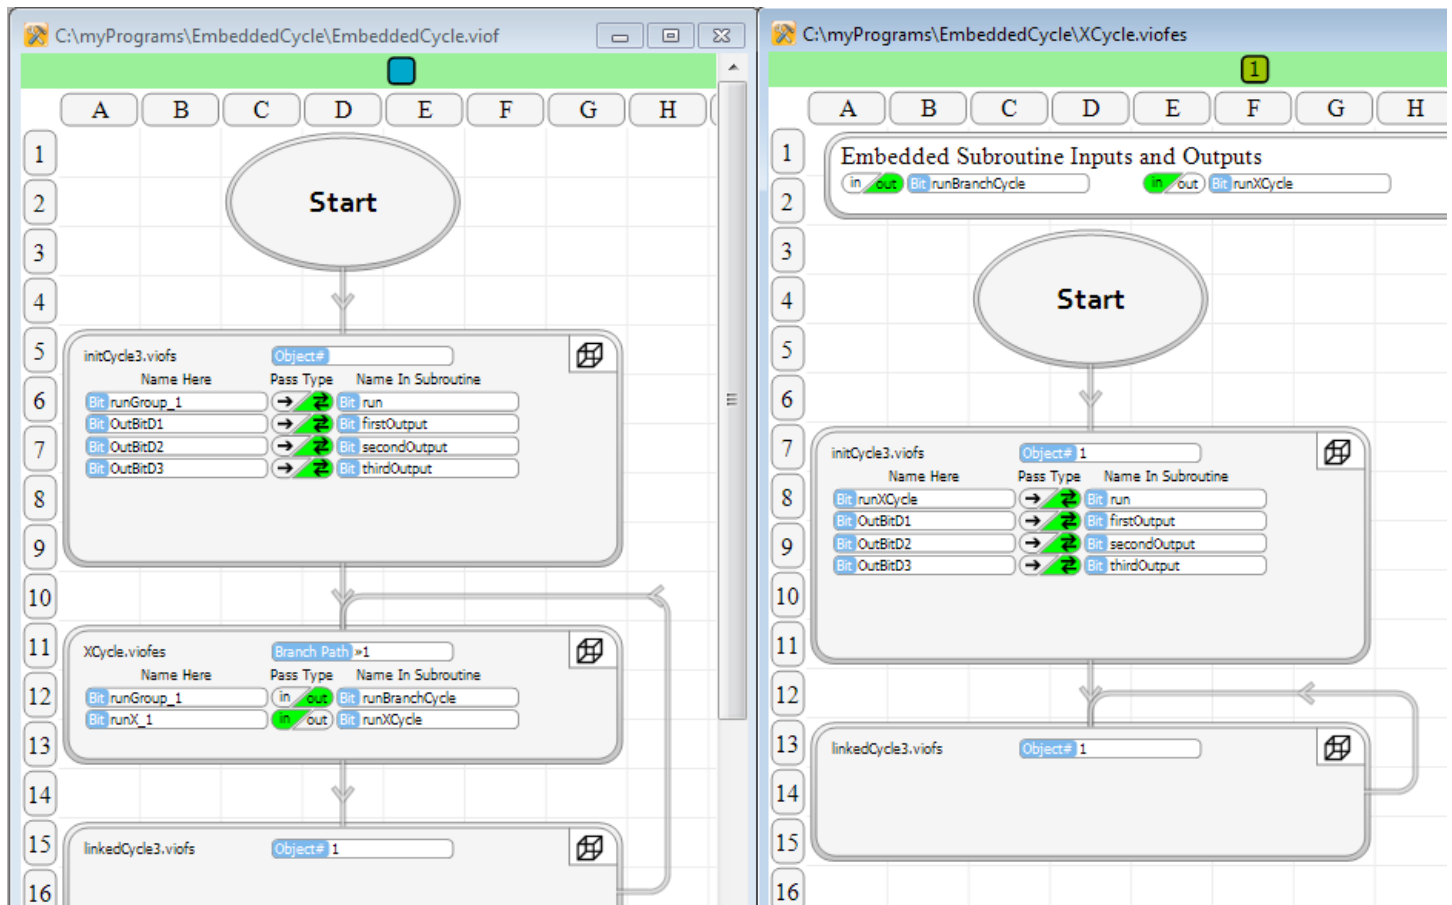 C:\myPrograms\EmbeddedCycle\EmbeddedCycle.viof
A B C D E F G H
1
Start
2
3
4
5
initCycle3.viofs Object#
Name Here Pass Type Name In Subroutine
6
Bit runGroup_1 Bit run
Bit OutBitD1 Bit firstOutput
7
Bit OutBitD2 Bit secondOutput
Bit OutBitD3 Bit thirdOutput
8
9
10
11
XCycle.viofes Branch Path »1
Name Here Pass Type Name In Subroutine
12
Bit runGroup_1 in out Bit runBranchCycle
Bit runX_1 in out Bit runXCycle
13
14
15
linkedCycle3.viofs Object# 1
16
C:\myPrograms\EmbeddedCycle\XCycle.viofes
1
A B C D E F G H
1
Embedded Subroutine Inputs and Outputs
in out Bit runBranchCycle in out Bit runXCycle
2
3
4
Start
5
6
7
initCycle3.viofs Object# 1
Name Here Pass Type Name In Subroutine
8
Bit runXCycle Bit run
Bit OutBitD1 Bit firstOutput
9
Bit OutBitD2 Bit secondOutput
Bit OutBitD3 Bit thirdOutput
10
11
12
13
linkedCycle3.viofs Object# 1
14
15
16